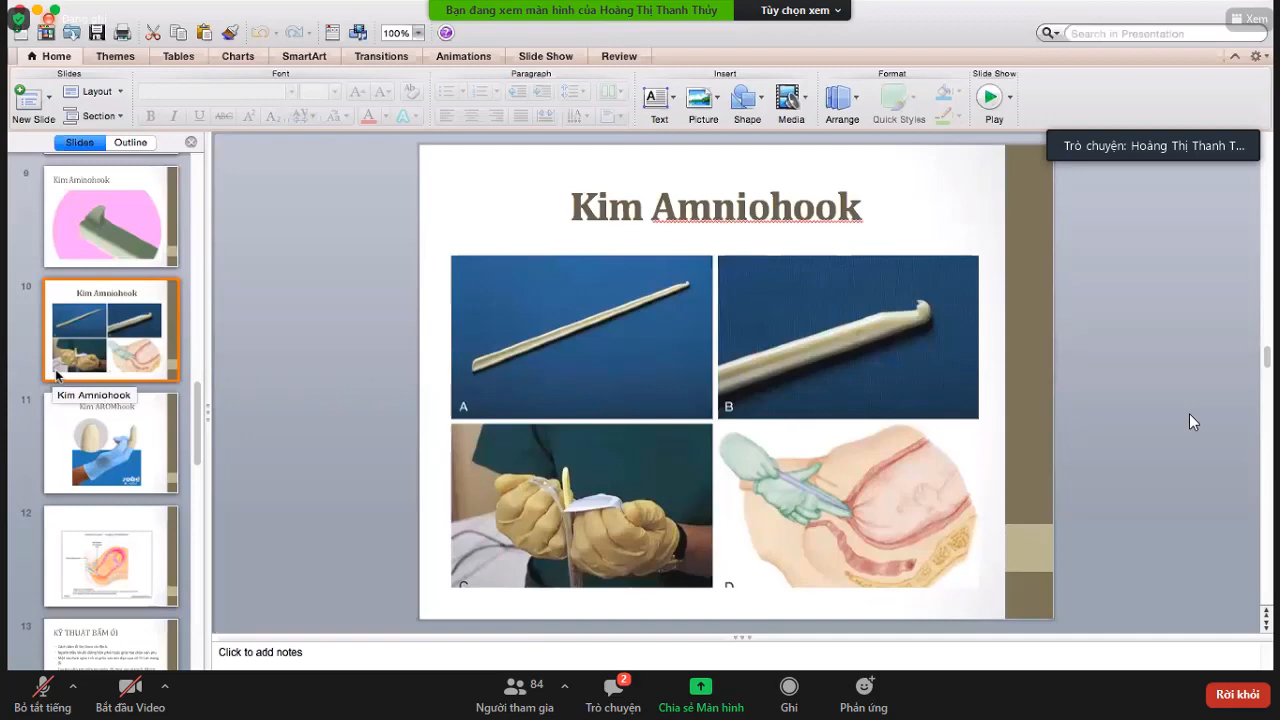 Bạn đang xem màn hình của Hoàng Thị Thanh Thủy
Tùy chọn xem
Xem
100%
Search in Presentation
Home
Themes
Tables
Charts
SmartArt
Transitions
Animations
Slide Show
Review
Slides
Font
Paragraph
Insert
Format
Slide Show
New Slide
Layout
Section
B I U ABC
Text
Picture
Shape
Media
Arrange
Quick Styles
Play
Slides
Outline
Trò chuyện: Hoàng Thị Thanh T...
9
Kim Aminohook
10
Kim Amniohook
Kim Amniohook
11
Kim AROMhook
12
13
KỸ THUẬT BẤM ỐI
Kim Amniohook
A
B
C
D
Click to add notes
Bỏ tắt tiếng
Bắt đầu Video
84
Người tham gia
2
Trò chuyện
Chia sẻ Màn hình
Ghi
Phản ứng
Rời khỏi